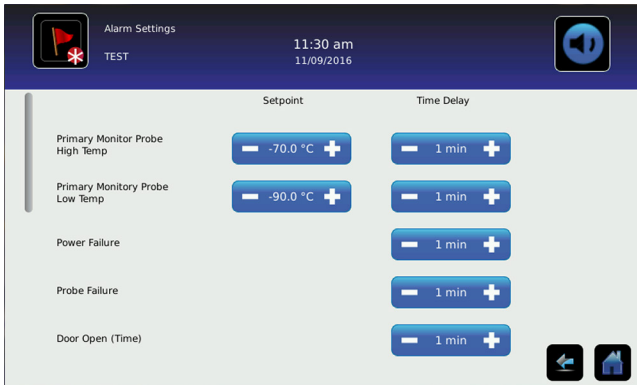 Alarm Settings
TEST
11:30 am
11/09/2016
Setpoint Time Delay
Primary Monitor Probe
High Temp
-70.0 °C 1 min
Primary Monitory Probe
Low Temp
-90.0 °C 1 min
Power Failure 1 min
Probe Failure 1 min
Door Open (Time) 1 min